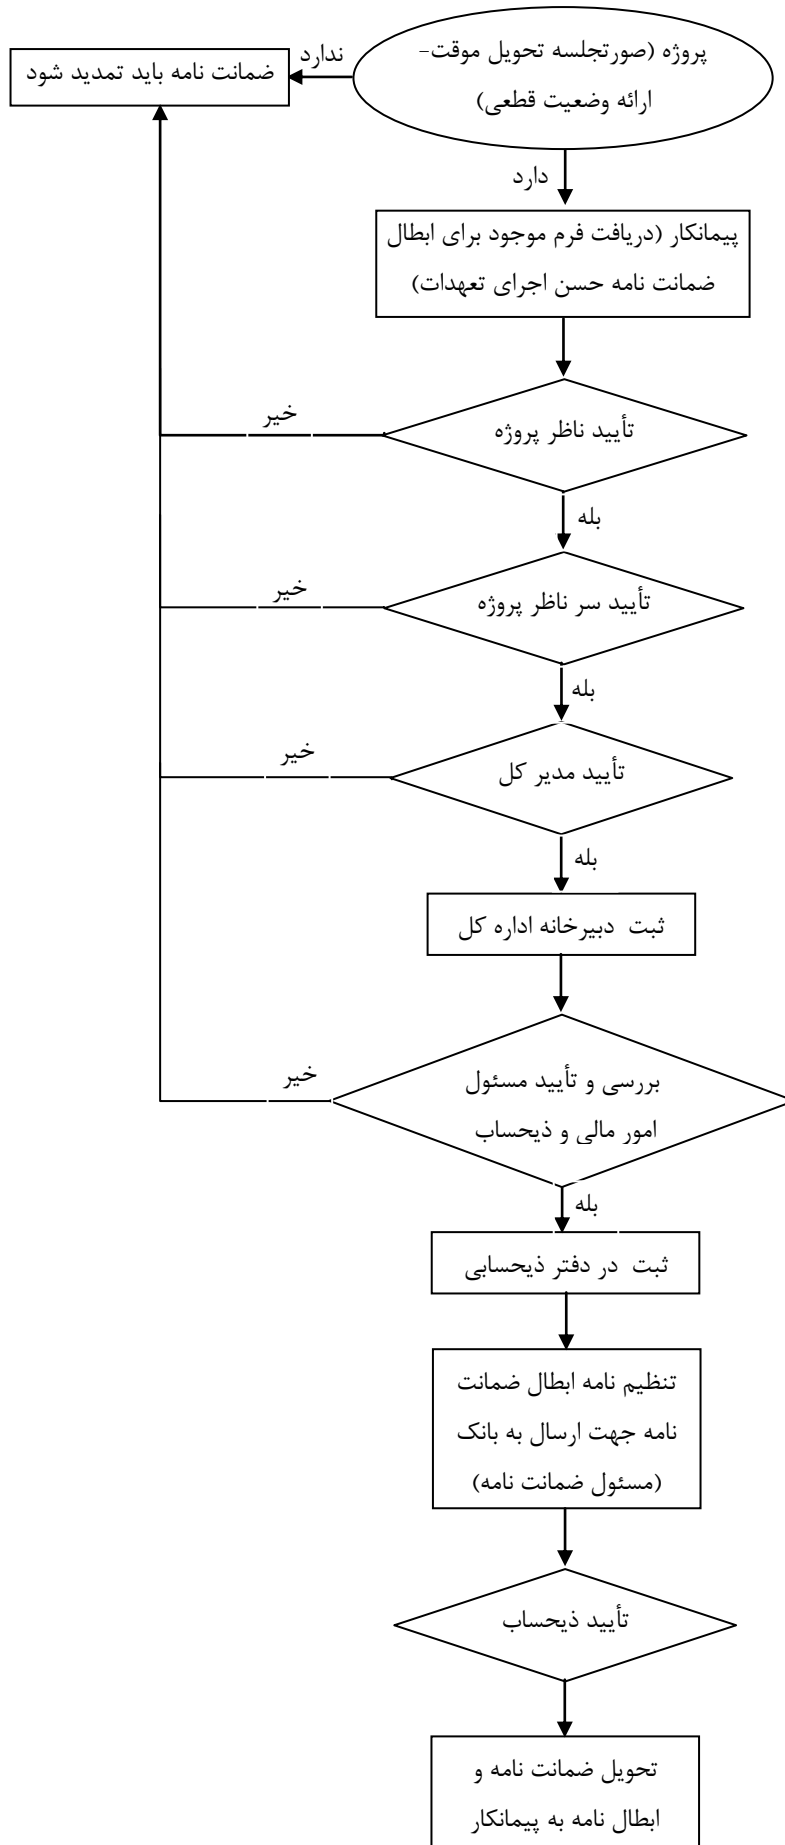 پروژه (صورتجلسه تحویل موقت-
ارائه وضعیت قطعی)
ندارد
ضمانت نامه باید تمدید شود
دارد
پیمانکار (دریافت فرم موجود برای ابطال
ضمانت نامه حسن اجرای تعهدات)
تأیید ناظر پروژه
خیر
بله
تأیید سر ناظر پروژه
خیر
بله
تأیید مدیر کل
خیر
بله
ثبت دبیرخانه اداره کل
بررسی و تأیید مسئول
امور مالی و ذیحساب
خیر
بله
ثبت در دفتر ذیحسابی
تنظیم نامه ابطال ضمانت
نامه جهت ارسال به بانک
(مسئول ضمانت نامه)
تأیید ذیحساب
تحویل ضمانت نامه و
ابطال نامه به پیمانکار